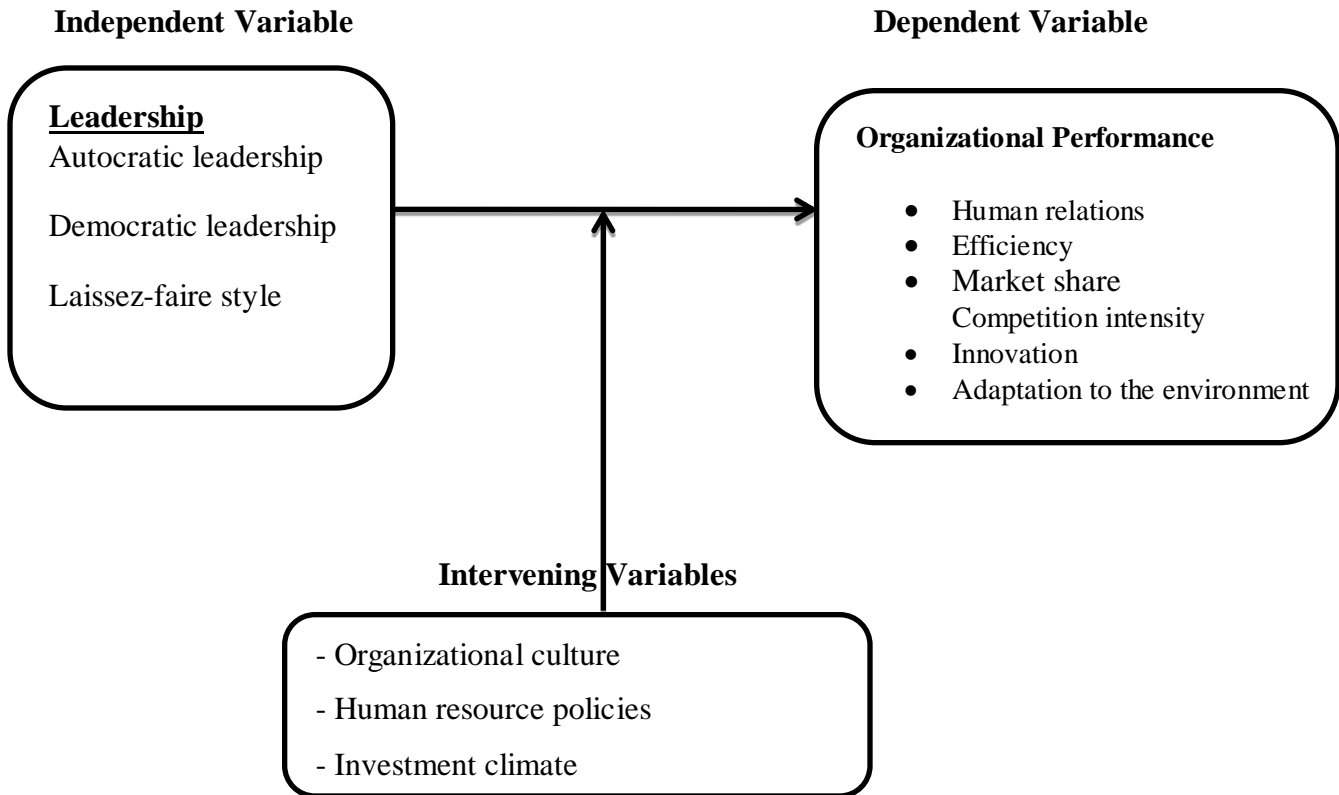 Independent Variable
Dependent Variable
Leadership
Autocratic leadership
Democratic leadership
Laissez-faire style
Organizational Performance
• Human relations
• Efficiency
• Market share
Competition intensity
• Innovation
• Adaptation to the environment
Intervening Variables
- Organizational culture
- Human resource policies
- Investment climate